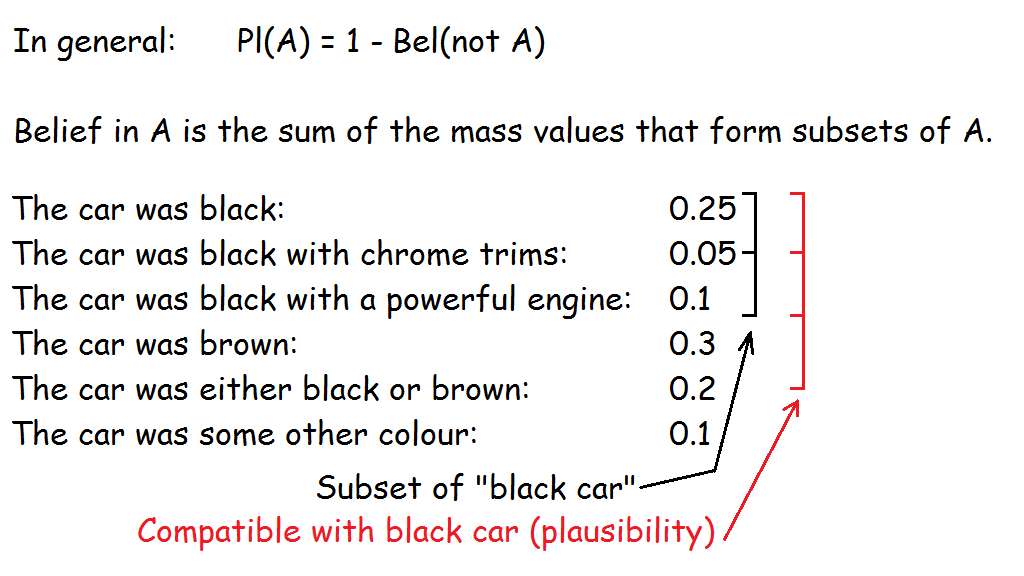 In general: Pl(A) = 1 - Bel(not A)
Belief in A is the sum of the mass values that form subsets of A.
The car was black: 0.25
The car was black with chrome trims: 0.05
The car was black with a powerful engine: 0.1
The car was brown: 0.3
The car was either black or brown: 0.2
The car was some other colour: 0.1
Subset of "black car"
Compatible with black car (plausibility)